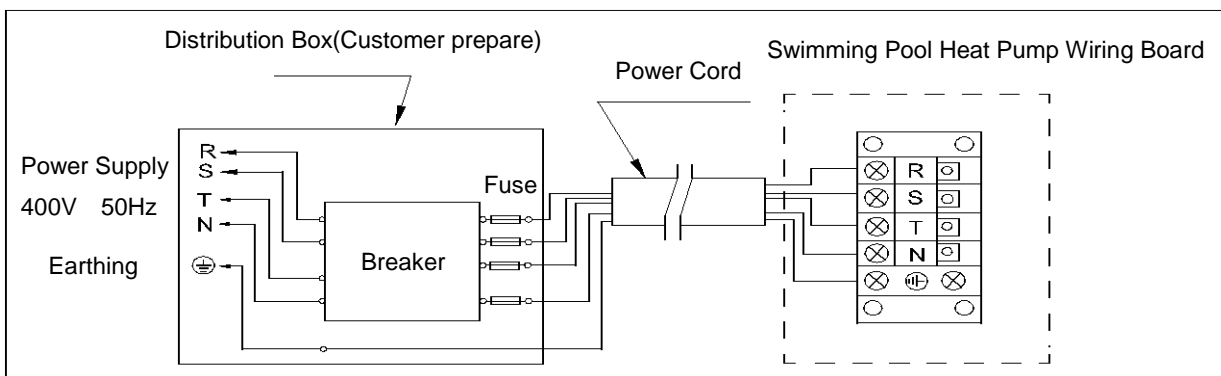 Distribution Box(Customer prepare)
Swimming Pool Heat Pump Wiring Board
Power Cord
Power Supply
400V 50Hz
Earthing
R
S
T
N
Breaker
Fuse
R
S
T
N